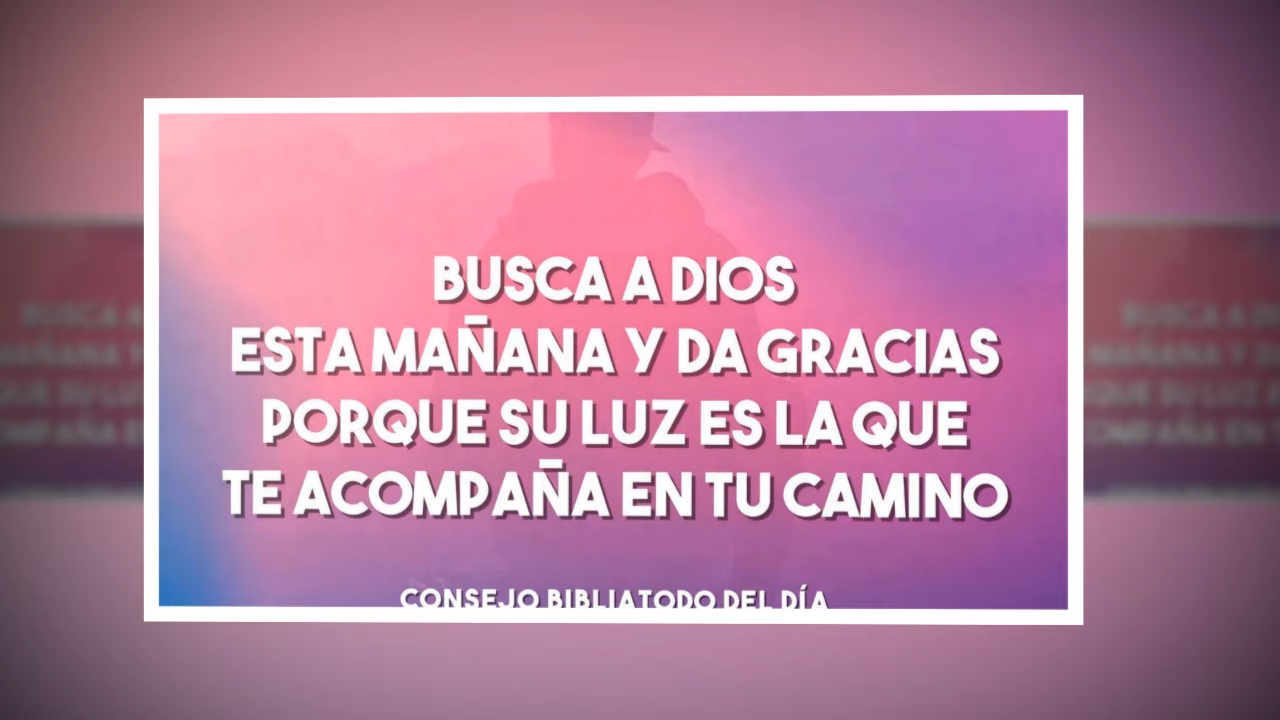 BUSCA A DIOS
ESTA MAÑANA Y DA GRACIAS
PORQUE SU LUZ ES LA QUE
TE ACOMPAÑA EN TU CAMINO
CONSEJO BIBLIATODO DEL DÍA